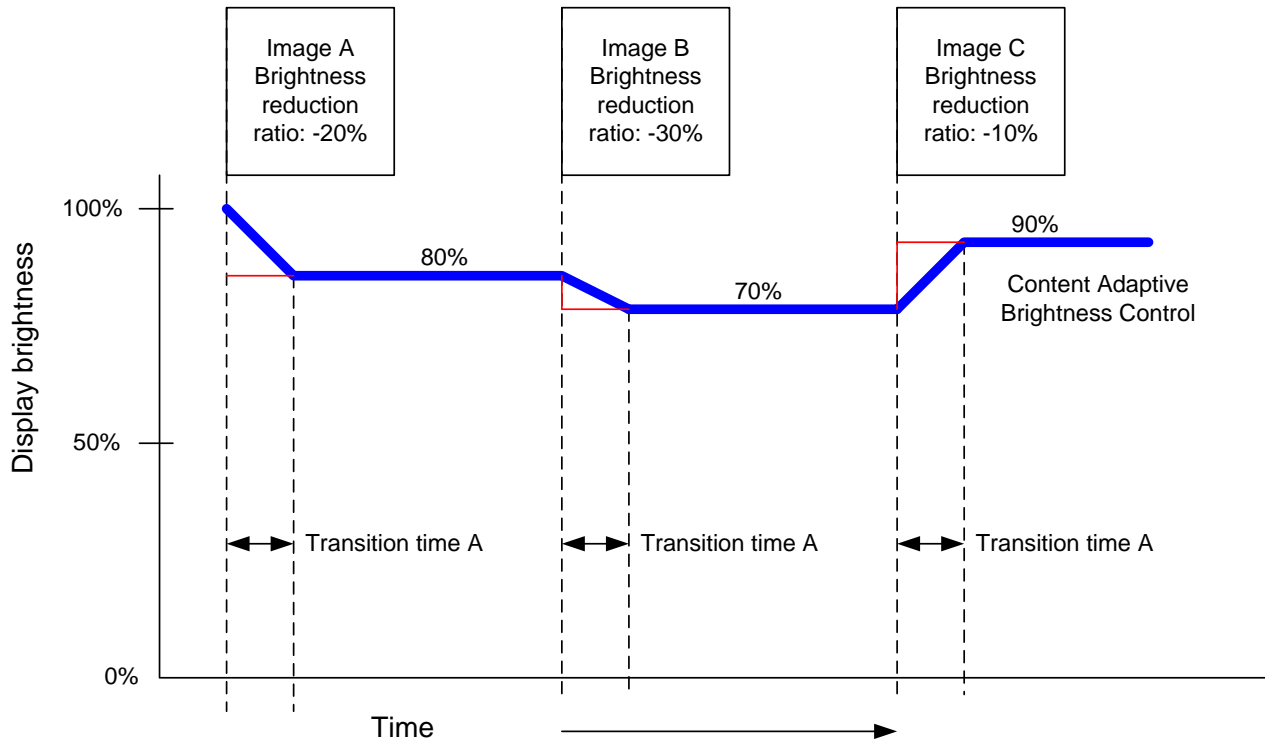 Image A
Brightness
reduction
ratio: -20%
Image B
Brightness
reduction
ratio: -30%
Image C
Brightness
reduction
ratio: -10%
Display brightness
100%
80%
70%
90%
Content Adaptive
Brightness Control
50%
Transition time A
Transition time A
Transition time A
0%
Time